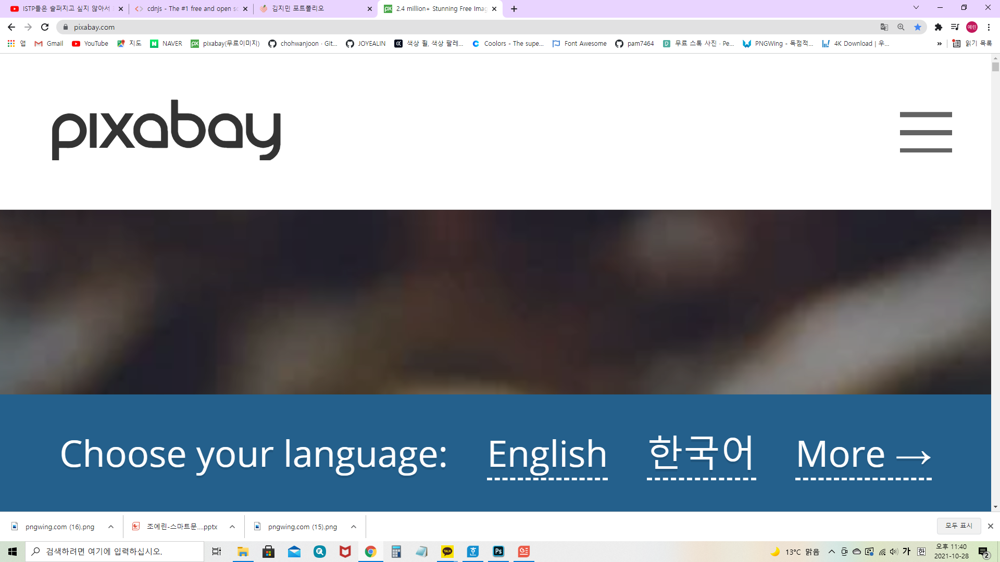 ISTP들은 슬퍼지고 싶지 않아서
cdnjs - The #1 free and open so
김지민 포트폴리오
2.4 million+ Stunning Free Imag
pixabay.com
예린
앱
Gmail
YouTube
지도
NAVER
pixabay(무료이미지)
chohwanjoon · Git...
JOYEALIN
색상 휠, 색상 팔레...
Coolors - The supe...
Font Awesome
pam7464
무료 스톡 사진 · Pe...
PNGWing - 독점적...
4K Download | 우...
»
읽기 목록
pixabay
Choose your language: English 한국어 More →
pngwing.com (16).png
조예린-스마트문....pptx
pngwing.com (15).png
모두 표시
검색하려면 여기에 입력하십시오.
TALK
Ps
13°C 맑음
가
한
오후 11:40
2021-10-28
2